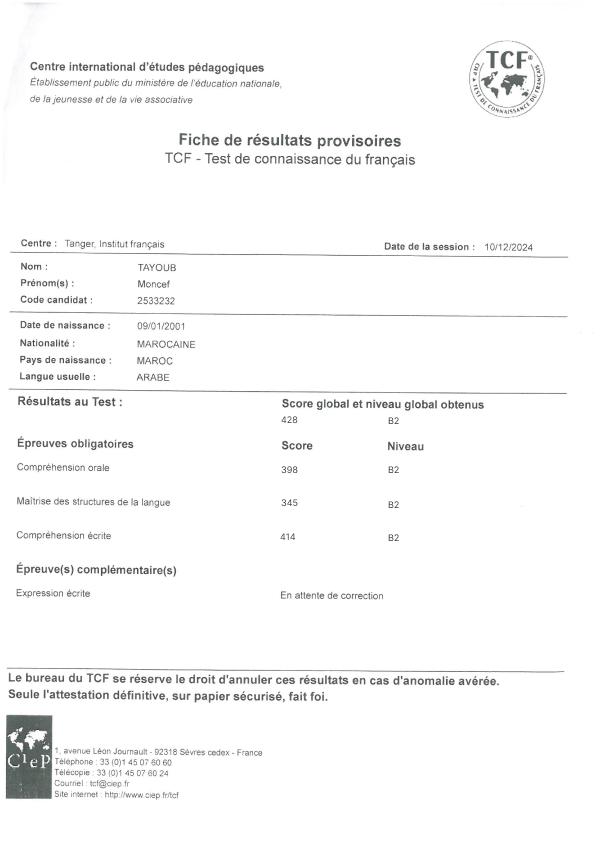 Centre international d'études pédagogiques
Établissement public du ministère de l'éducation nationale,
de la jeunesse et de la vie associative
TCF®
CIEP ▲ TEST DE CONNAISSANCE DU FRANÇAIS
Fiche de résultats provisoires
TCF - Test de connaissance du français
Centre : Tanger, Institut français
Date de la session : 10/12/2024
Nom : TAYOUB
Prénom(s) : Moncef
Code candidat : 2533232
Date de naissance : 09/01/2001
Nationalité : MAROCAINE
Pays de naissance : MAROC
Langue usuelle : ARABE
Résultats au Test : Score global et niveau global obtenus
428 B2
Épreuves obligatoires Score Niveau
Compréhension orale 398 B2
Maîtrise des structures de la langue 345 B2
Compréhension écrite 414 B2
Épreuve(s) complémentaire(s)
Expression écrite En attente de correction
Le bureau du TCF se réserve le droit d'annuler ces résultats en cas d'anomalie avérée.
Seule l'attestation définitive, sur papier sécurisé, fait foi.
CIEP
1, avenue Léon Journault - 92318 Sèvres cedex - France
Téléphone : 33 (0)1 45 07 60 60
Télécopie : 33 (0)1 45 07 60 24
Courriel : tcf@ciep.fr
Site internet : http://www.ciep.fr/tcf